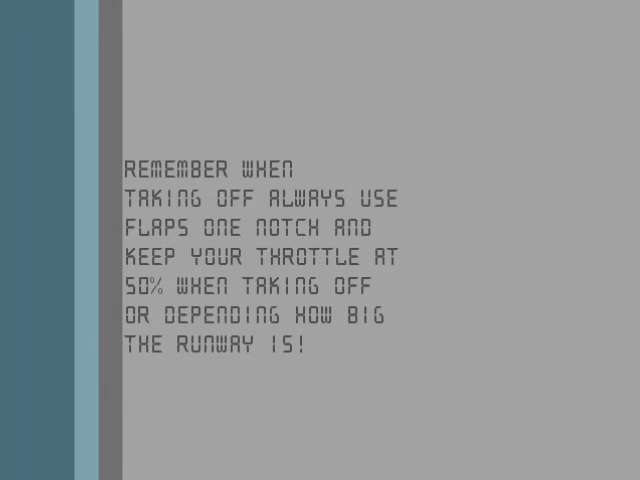 REMEMBER WHEN
TAKING OFF ALWAYS USE
FLAPS ONE NOTCH AND
KEEP YOUR THROTTLE AT
50% WHEN TAKING OFF
OR DEPENDING HOW BIG
THE RUNWAY IS!